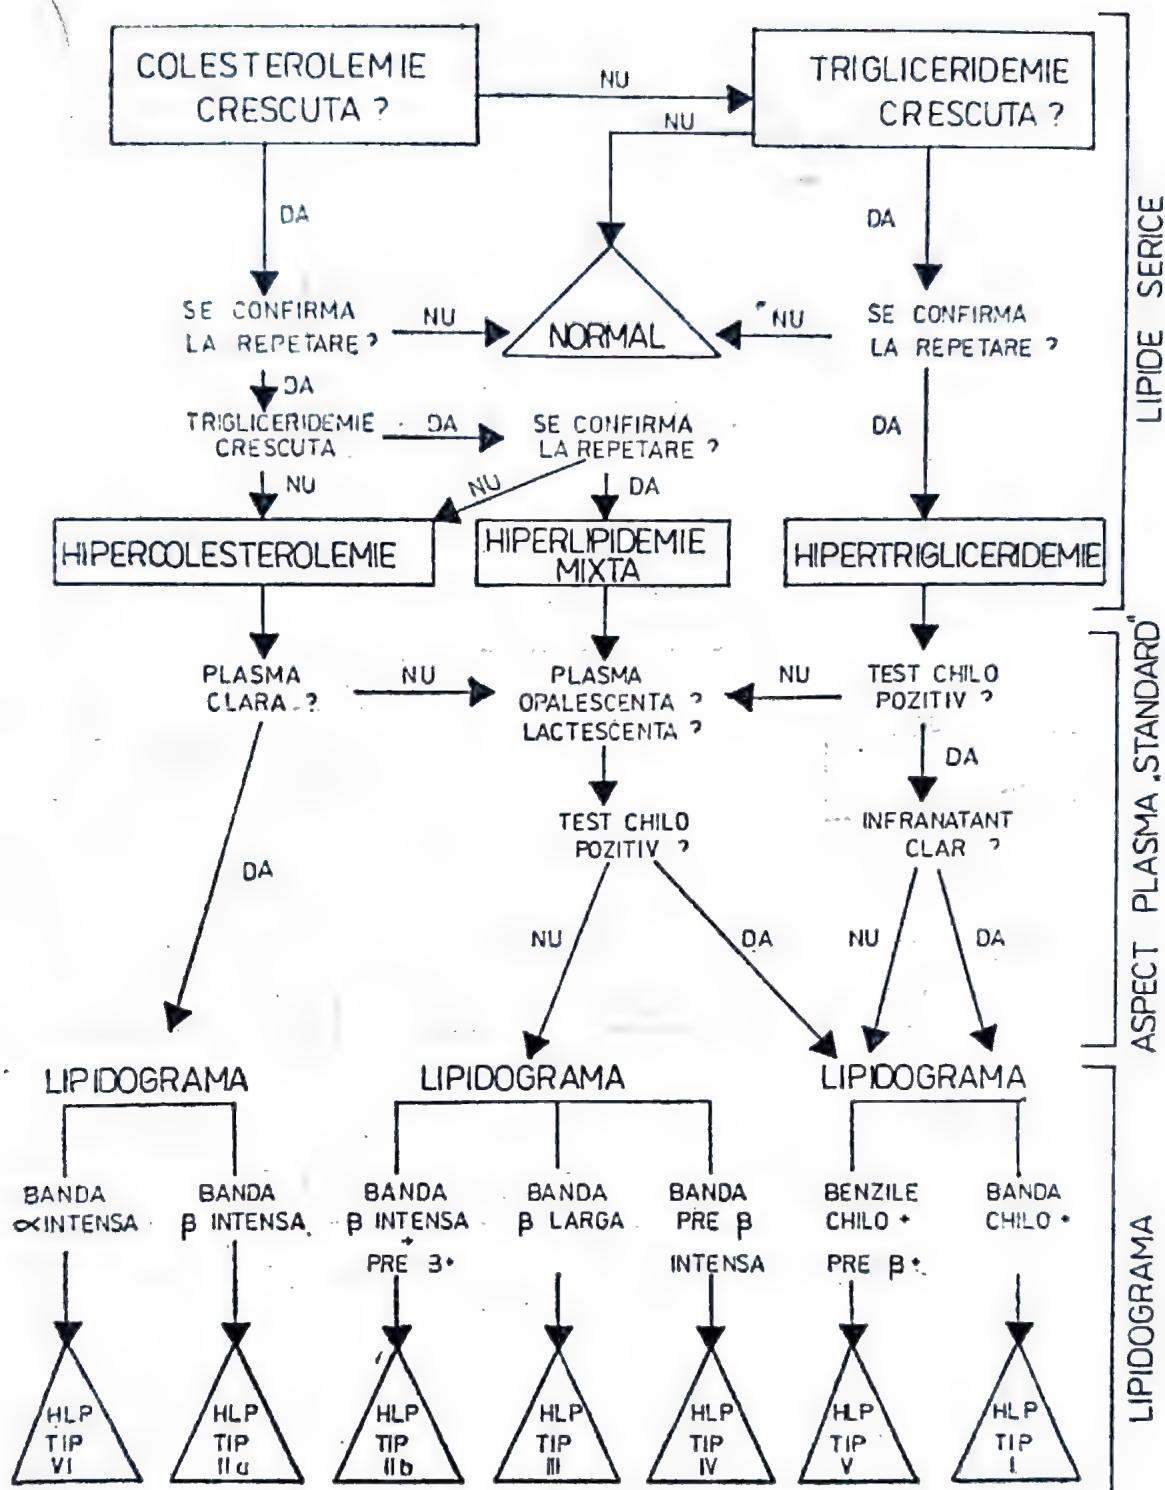 COLESTEROLEMIE
CRESCUTA ?
NU
TRIGLICERIDEMIE
CRESCUTA ?
NU
DA
DA
SE CONFIRMA
LA REPETARE ?
NU
NORMAL
NU
SE CONFIRMA
LA REPETARE ?
DA
TRIGLICERIDEMIE
CRESCUTA
DA
SE CONFIRMA
LA REPETARE ?
DA
NU
NU
DA
HIPERCOLESTEROLEMIE
HIPERLIPIDEMIE
MIXTA
HIPERTRIGLICERIDEMIE
LIPIDE SERICE
PLASMA
CLARA ?
NU
PLASMA
OPALESCENTA ?
LACTESCENTA ?
NU
TEST CHILO
POZITIV ?
DA
TEST CHILO
POZITIV ?
INFRANATANT
CLAR ?
DA
NU
DA
NU
DA
ASPECT PLASMA „STANDARD"
LIPIDOGRAMA
LIPIDOGRAMA
LIPIDOGRAMA
BANDA
α INTENSA
BANDA
β INTENSA
BANDA
β INTENSA
+
PRE β+
BANDA
β LARGA
BANDA
PRE β
INTENSA
BENZILE
CHILO +
PRE β+
BANDA
CHILO +
HLP
TIP
VI
HLP
TIP
IIa
HLP
TIP
IIb
HLP
TIP
III
HLP
TIP
IV
HLP
TIP
V
HLP
TIP
I
LIPIDOGRAMA